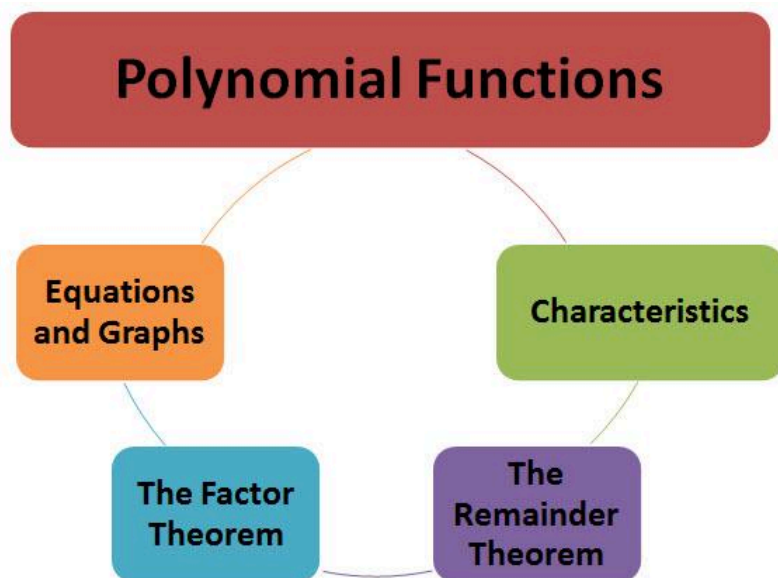 Polynomial Functions
Equations
and Graphs
Characteristics
The Factor
Theorem
The
Remainder
Theorem